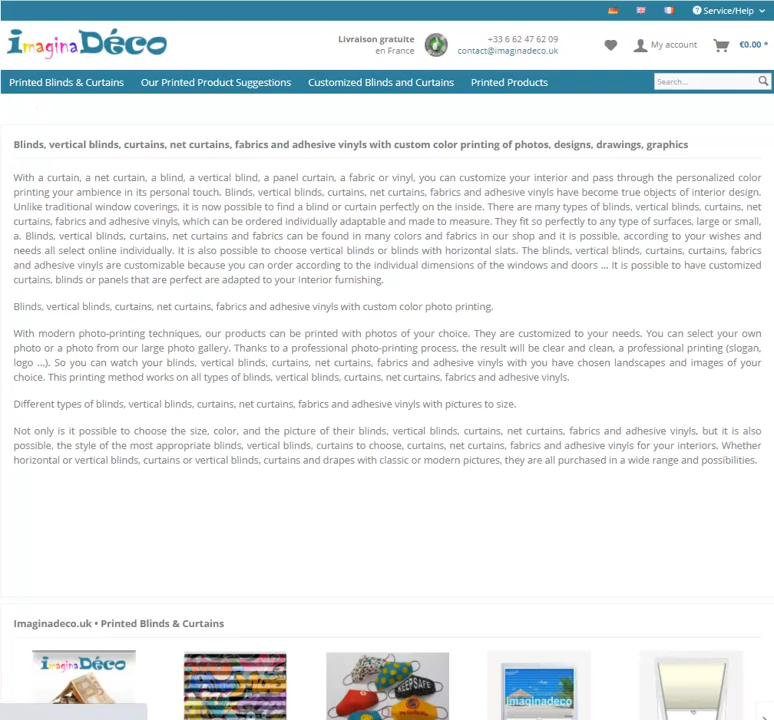 Service/Help
imaginaDéco
Livraison gratuite
en France
+33 6 62 47 62 09
contact@imaginadeco.uk
My account
€0.00 *
Printed Blinds & Curtains
Our Printed Product Suggestions
Customized Blinds and Curtains
Printed Products
Search...
Blinds, vertical blinds, curtains, net curtains, fabrics and adhesive vinyls with custom color printing of photos, designs, drawings, graphics
With a curtain, a net curtain, a blind, a vertical blind, a panel curtain, a fabric or vinyl, you can customize your interior and pass through the personalized color
printing your ambience in its personal touch. Blinds, vertical blinds, curtains, net curtains, fabrics and adhesive vinyls have become true objects of interior design.
Unlike traditional window coverings, it is now possible to find a blind or curtain perfectly on the inside. There are many types of blinds, vertical blinds, curtains, net
curtains, fabrics and adhesive vinyls, which can be ordered individually adaptable and made to measure. They fit so perfectly to any type of surfaces, large or small,
a. Blinds, vertical blinds, curtains, net curtains and fabrics can be found in many colors and fabrics in our shop and it is possible, according to your wishes and
needs all select online individually. It is also possible to choose vertical blinds or blinds with horizontal slats. The blinds, vertical blinds, curtains, curtains, fabrics
and adhesive vinyls are customizable because you can order according to the individual dimensions of the windows and doors ... It is possible to have customized
curtains, blinds or panels that are perfect are adapted to your Interior furnishing.
Blinds, vertical blinds, curtains, net curtains, fabrics and adhesive vinyls with custom color photo printing.
With modern photo-printing techniques, our products can be printed with photos of your choice. They are customized to your needs. You can select your own
photo or a photo from our large photo gallery. Thanks to a professional photo-printing process, the result will be clear and clean, a professional printing (slogan,
logo ...). So you can watch your blinds, vertical blinds, curtains, net curtains, fabrics and adhesive vinyls with you have chosen landscapes and images of your
choice. This printing method works on all types of blinds, vertical blinds, curtains, net curtains, fabrics and adhesive vinyls.
Different types of blinds, vertical blinds, curtains, net curtains, fabrics and adhesive vinyls with pictures to size.
Not only is it possible to choose the size, color, and the picture of their blinds, vertical blinds, curtains, net curtains, fabrics and adhesive vinyls, but it is also
possible, the style of the most appropriate blinds, vertical blinds, curtains to choose, curtains, net curtains, fabrics and adhesive vinyls for your interiors. Whether
horizontal or vertical blinds, curtains or vertical blinds, curtains and drapes with classic or modern pictures, they are all purchased in a wide range and possibilities.
Imaginadeco.uk • Printed Blinds & Curtains
imaginaDéco
KEEPSAFE
imaginadeco